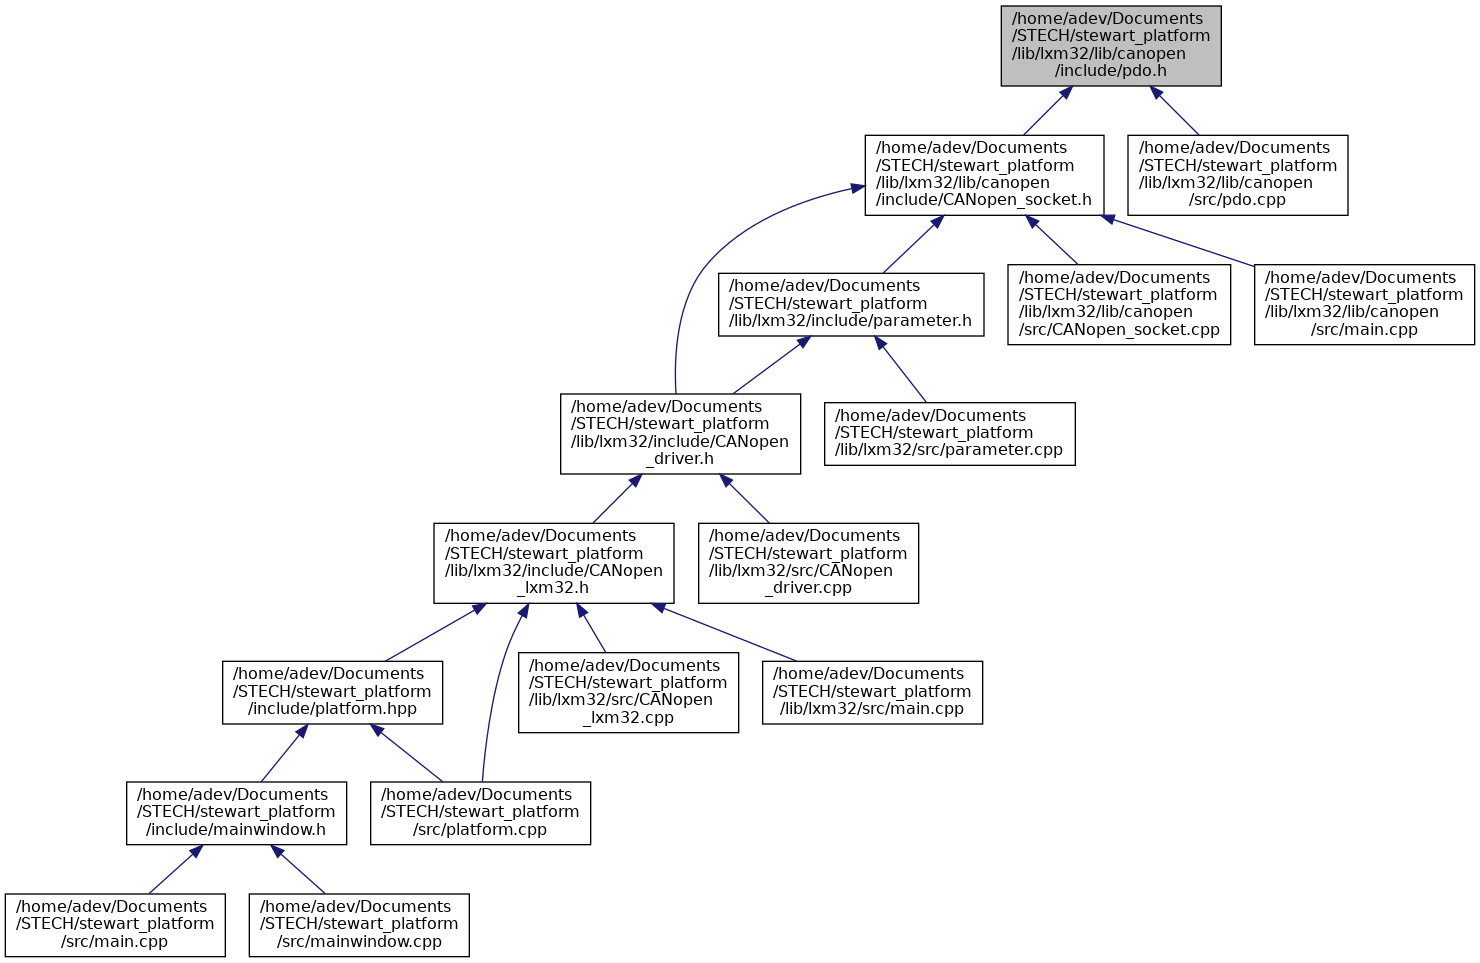 /home/adev/Documents
/STECH/stewart_platform
/lib/lxm32/lib/canopen
/include/pdo.h
/home/adev/Documents
/STECH/stewart_platform
/lib/lxm32/lib/canopen
/include/CANopen_socket.h
/home/adev/Documents
/STECH/stewart_platform
/lib/lxm32/lib/canopen
/src/pdo.cpp
/home/adev/Documents
/STECH/stewart_platform
/lib/lxm32/include/parameter.h
/home/adev/Documents
/STECH/stewart_platform
/lib/lxm32/lib/canopen
/src/CANopen_socket.cpp
/home/adev/Documents
/STECH/stewart_platform
/lib/lxm32/lib/canopen
/src/main.cpp
/home/adev/Documents
/STECH/stewart_platform
/lib/lxm32/include/CANopen
_driver.h
/home/adev/Documents
/STECH/stewart_platform
/lib/lxm32/src/parameter.cpp
/home/adev/Documents
/STECH/stewart_platform
/lib/lxm32/include/CANopen
_lxm32.h
/home/adev/Documents
/STECH/stewart_platform
/lib/lxm32/src/CANopen
_driver.cpp
/home/adev/Documents
/STECH/stewart_platform
/include/platform.hpp
/home/adev/Documents
/STECH/stewart_platform
/lib/lxm32/src/CANopen
_lxm32.cpp
/home/adev/Documents
/STECH/stewart_platform
/lib/lxm32/src/main.cpp
/home/adev/Documents
/STECH/stewart_platform
/include/mainwindow.h
/home/adev/Documents
/STECH/stewart_platform
/src/platform.cpp
/home/adev/Documents
/STECH/stewart_platform
/src/main.cpp
/home/adev/Documents
/STECH/stewart_platform
/src/mainwindow.cpp